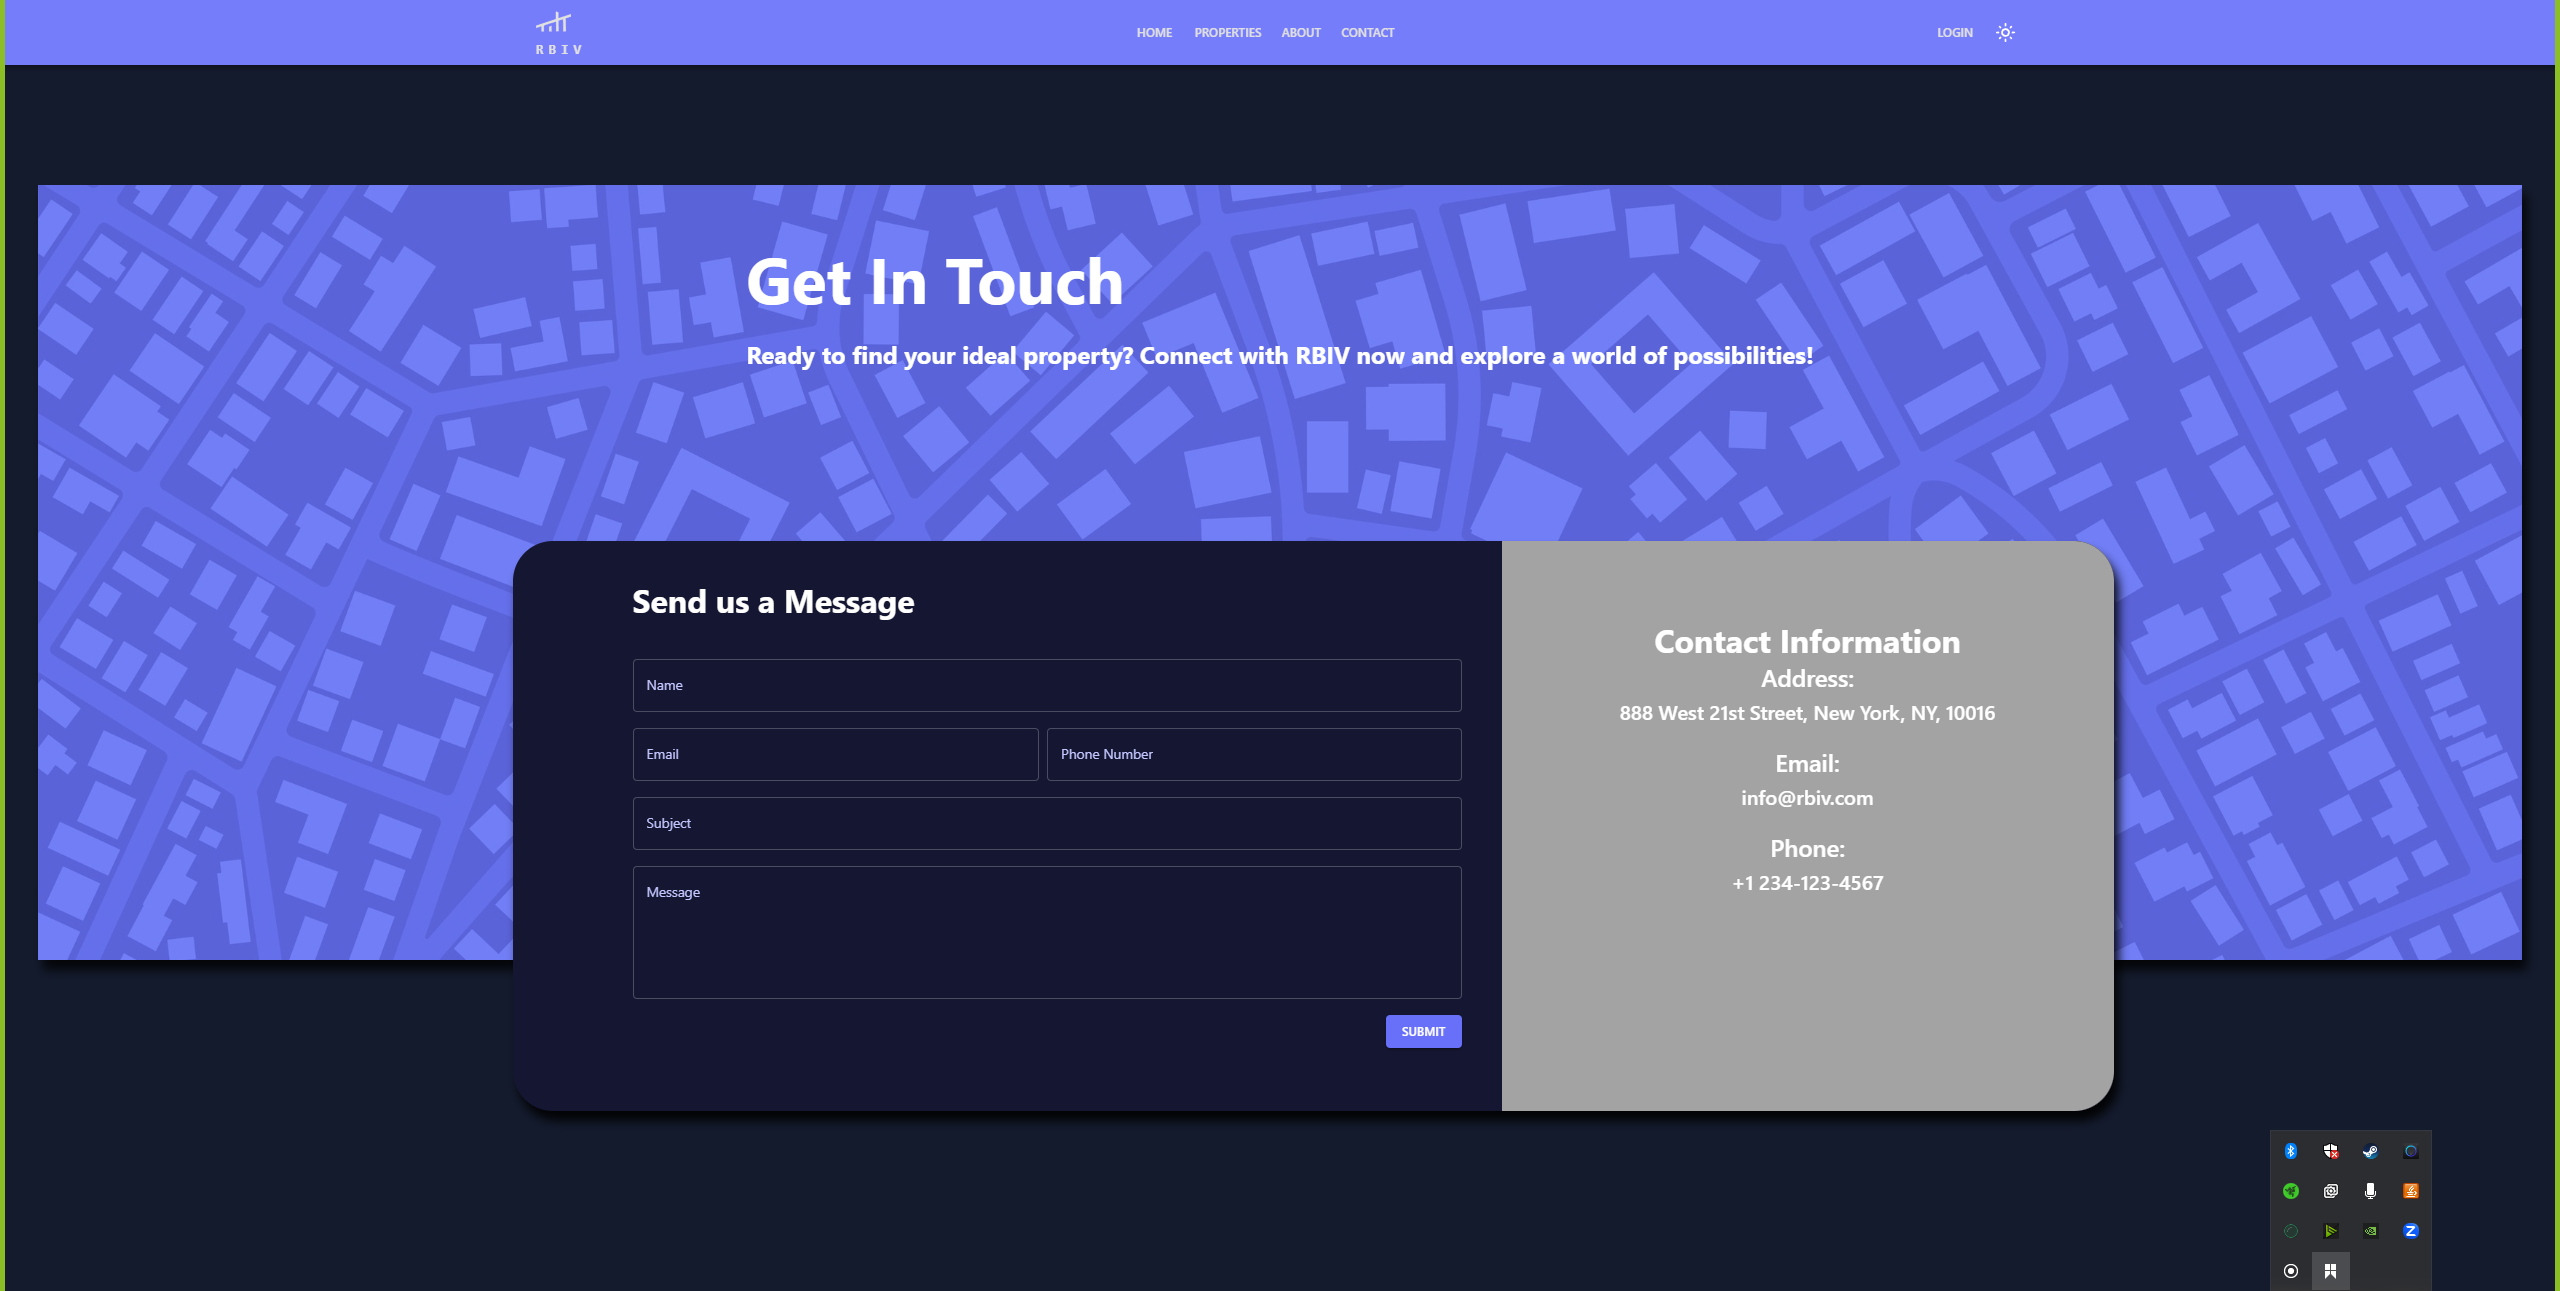 RBIV
HOME PROPERTIES ABOUT CONTACT LOGIN
Get In Touch
Ready to find your ideal property? Connect with RBIV now and explore a world of possibilities!
Send us a Message
Name
Email Phone Number
Subject
Message
SUBMIT
Contact Information
Address:
888 West 21st Street, New York, NY, 10016
Email:
info@rbiv.com
Phone:
+1 234-123-4567